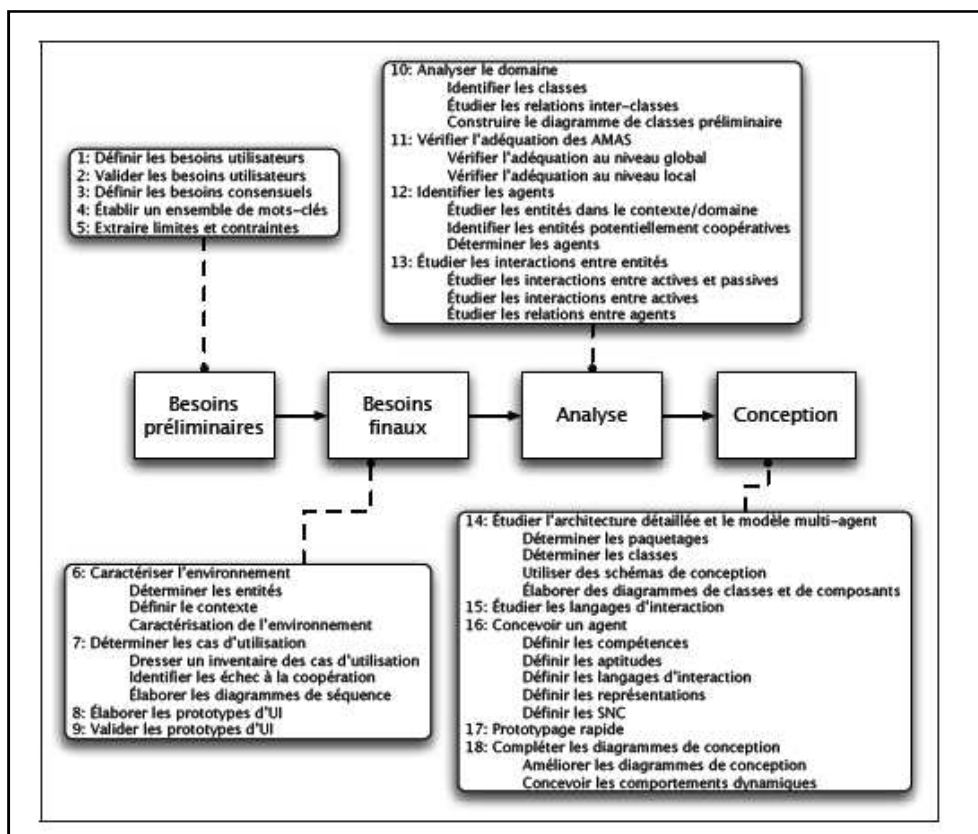 10: Analyser le domaine
Identifier les classes
Étudier les relations inter-classes
Construire le diagramme de classes préliminaire
11: Vérifier l'adéquation des AMAS
Vérifier l'adéquation au niveau global
Vérifier l'adéquation au niveau local
12: Identifier les agents
Étudier les entités dans le contexte/domaine
Identifier les entités potentiellement coopératives
Déterminer les agents
13: Étudier les interactions entre entités
Étudier les interactions entre actives et passives
Étudier les interactions entre actives
Étudier les relations entre agents
1: Définir les besoins utilisateurs
2: Valider les besoins utilisateurs
3: Définir les besoins consensuels
4: Établir un ensemble de mots-clés
5: Extraire limites et contraintes
Besoins
préliminaires
Besoins
finaux
Analyse
Conception
6: Caractériser l'environnement
Déterminer les entités
Définir le contexte
Caractérisation de l'environnement
7: Déterminer les cas d'utilisation
Dresser un inventaire des cas d'utilisation
Identifier les échec à la coopération
Élaborer les diagrammes de séquence
8: Élaborer les prototypes d'UI
9: Valider les prototypes d'UI
14: Étudier l'architecture détaillée et le modèle multi-agent
Déterminer les paquetages
Déterminer les classes
Utiliser des schémas de conception
Élaborer des diagrammes de classes et de composants
15: Étudier les langages d'interaction
16: Concevoir un agent
Définir les compétences
Définir les aptitudes
Définir les langages d'interaction
Définir les représentations
Définir les SNC
17: Prototypage rapide
18: Compléter les diagrammes de conception
Améliorer les diagrammes de conception
Concevoir les comportements dynamiques